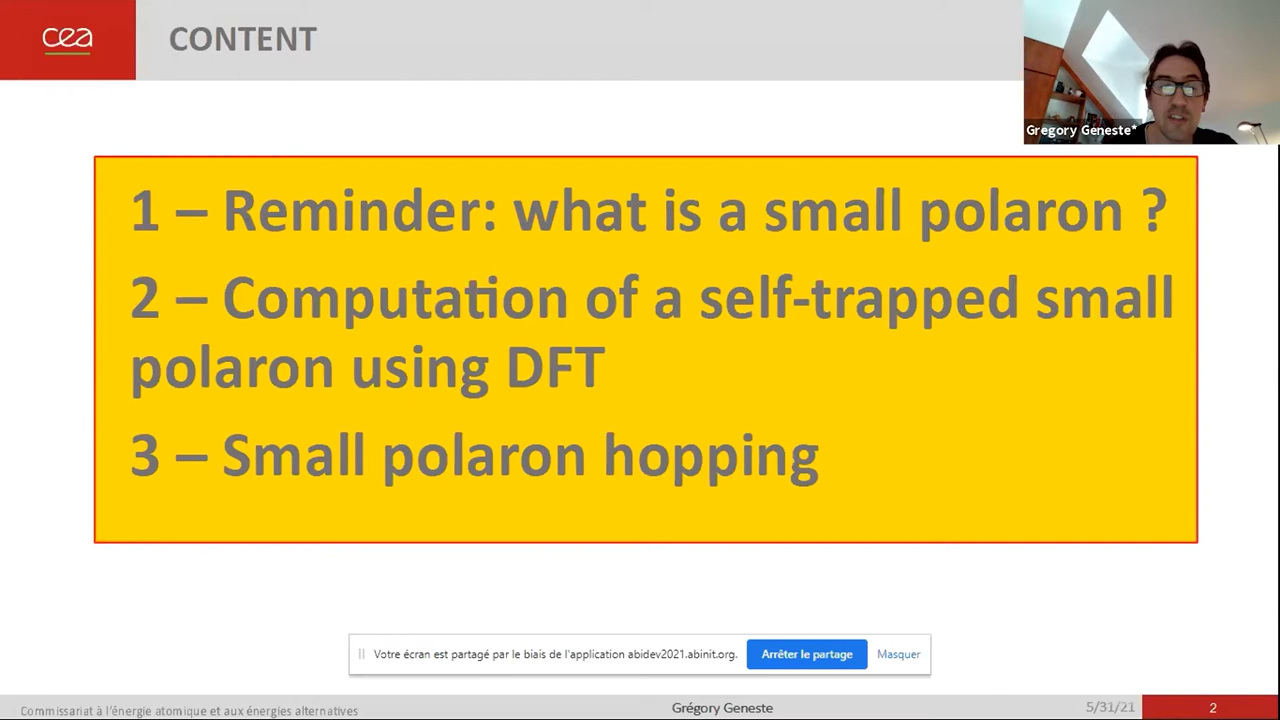 cea
CONTENT
Gregory Geneste*
1 – Reminder: what is a small polaron ?
2 – Computation of a self-trapped small
polaron using DFT
3 – Small polaron hopping
Votre écran est partagé par le biais de l'application abidev2021.abinit.org.
Arrêter le partage
Masquer
Commissariat à l'énergie atomique et aux énergies alternatives
Grégory Geneste
5/31/21
2